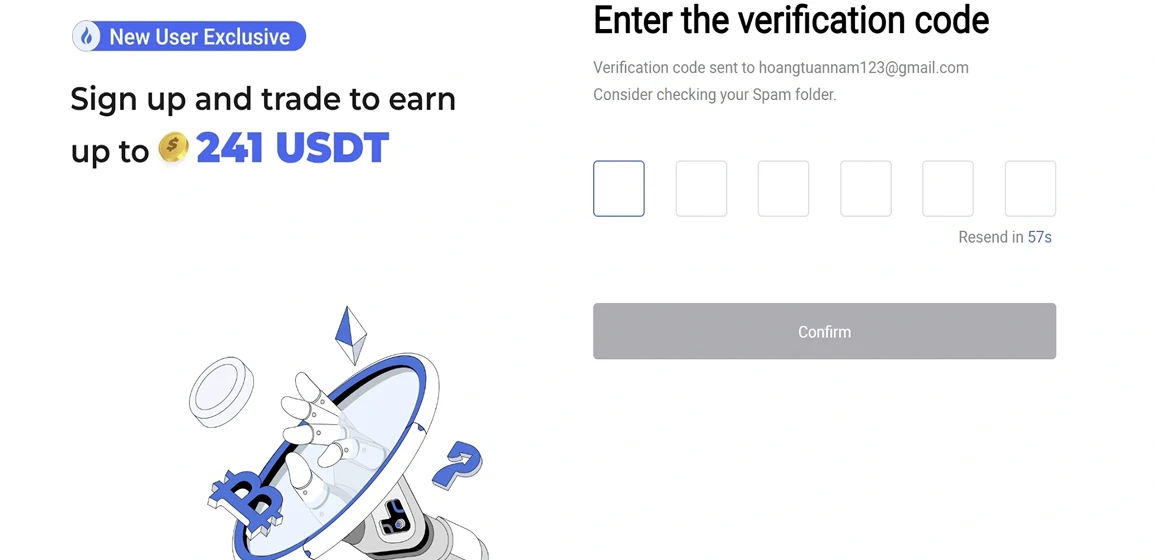 New User Exclusive
Sign up and trade to earn
up to 241 USDT
Enter the verification code
Verification code sent to hoangtuannam123@gmail.com
Consider checking your Spam folder.
Resend in 57s
Confirm